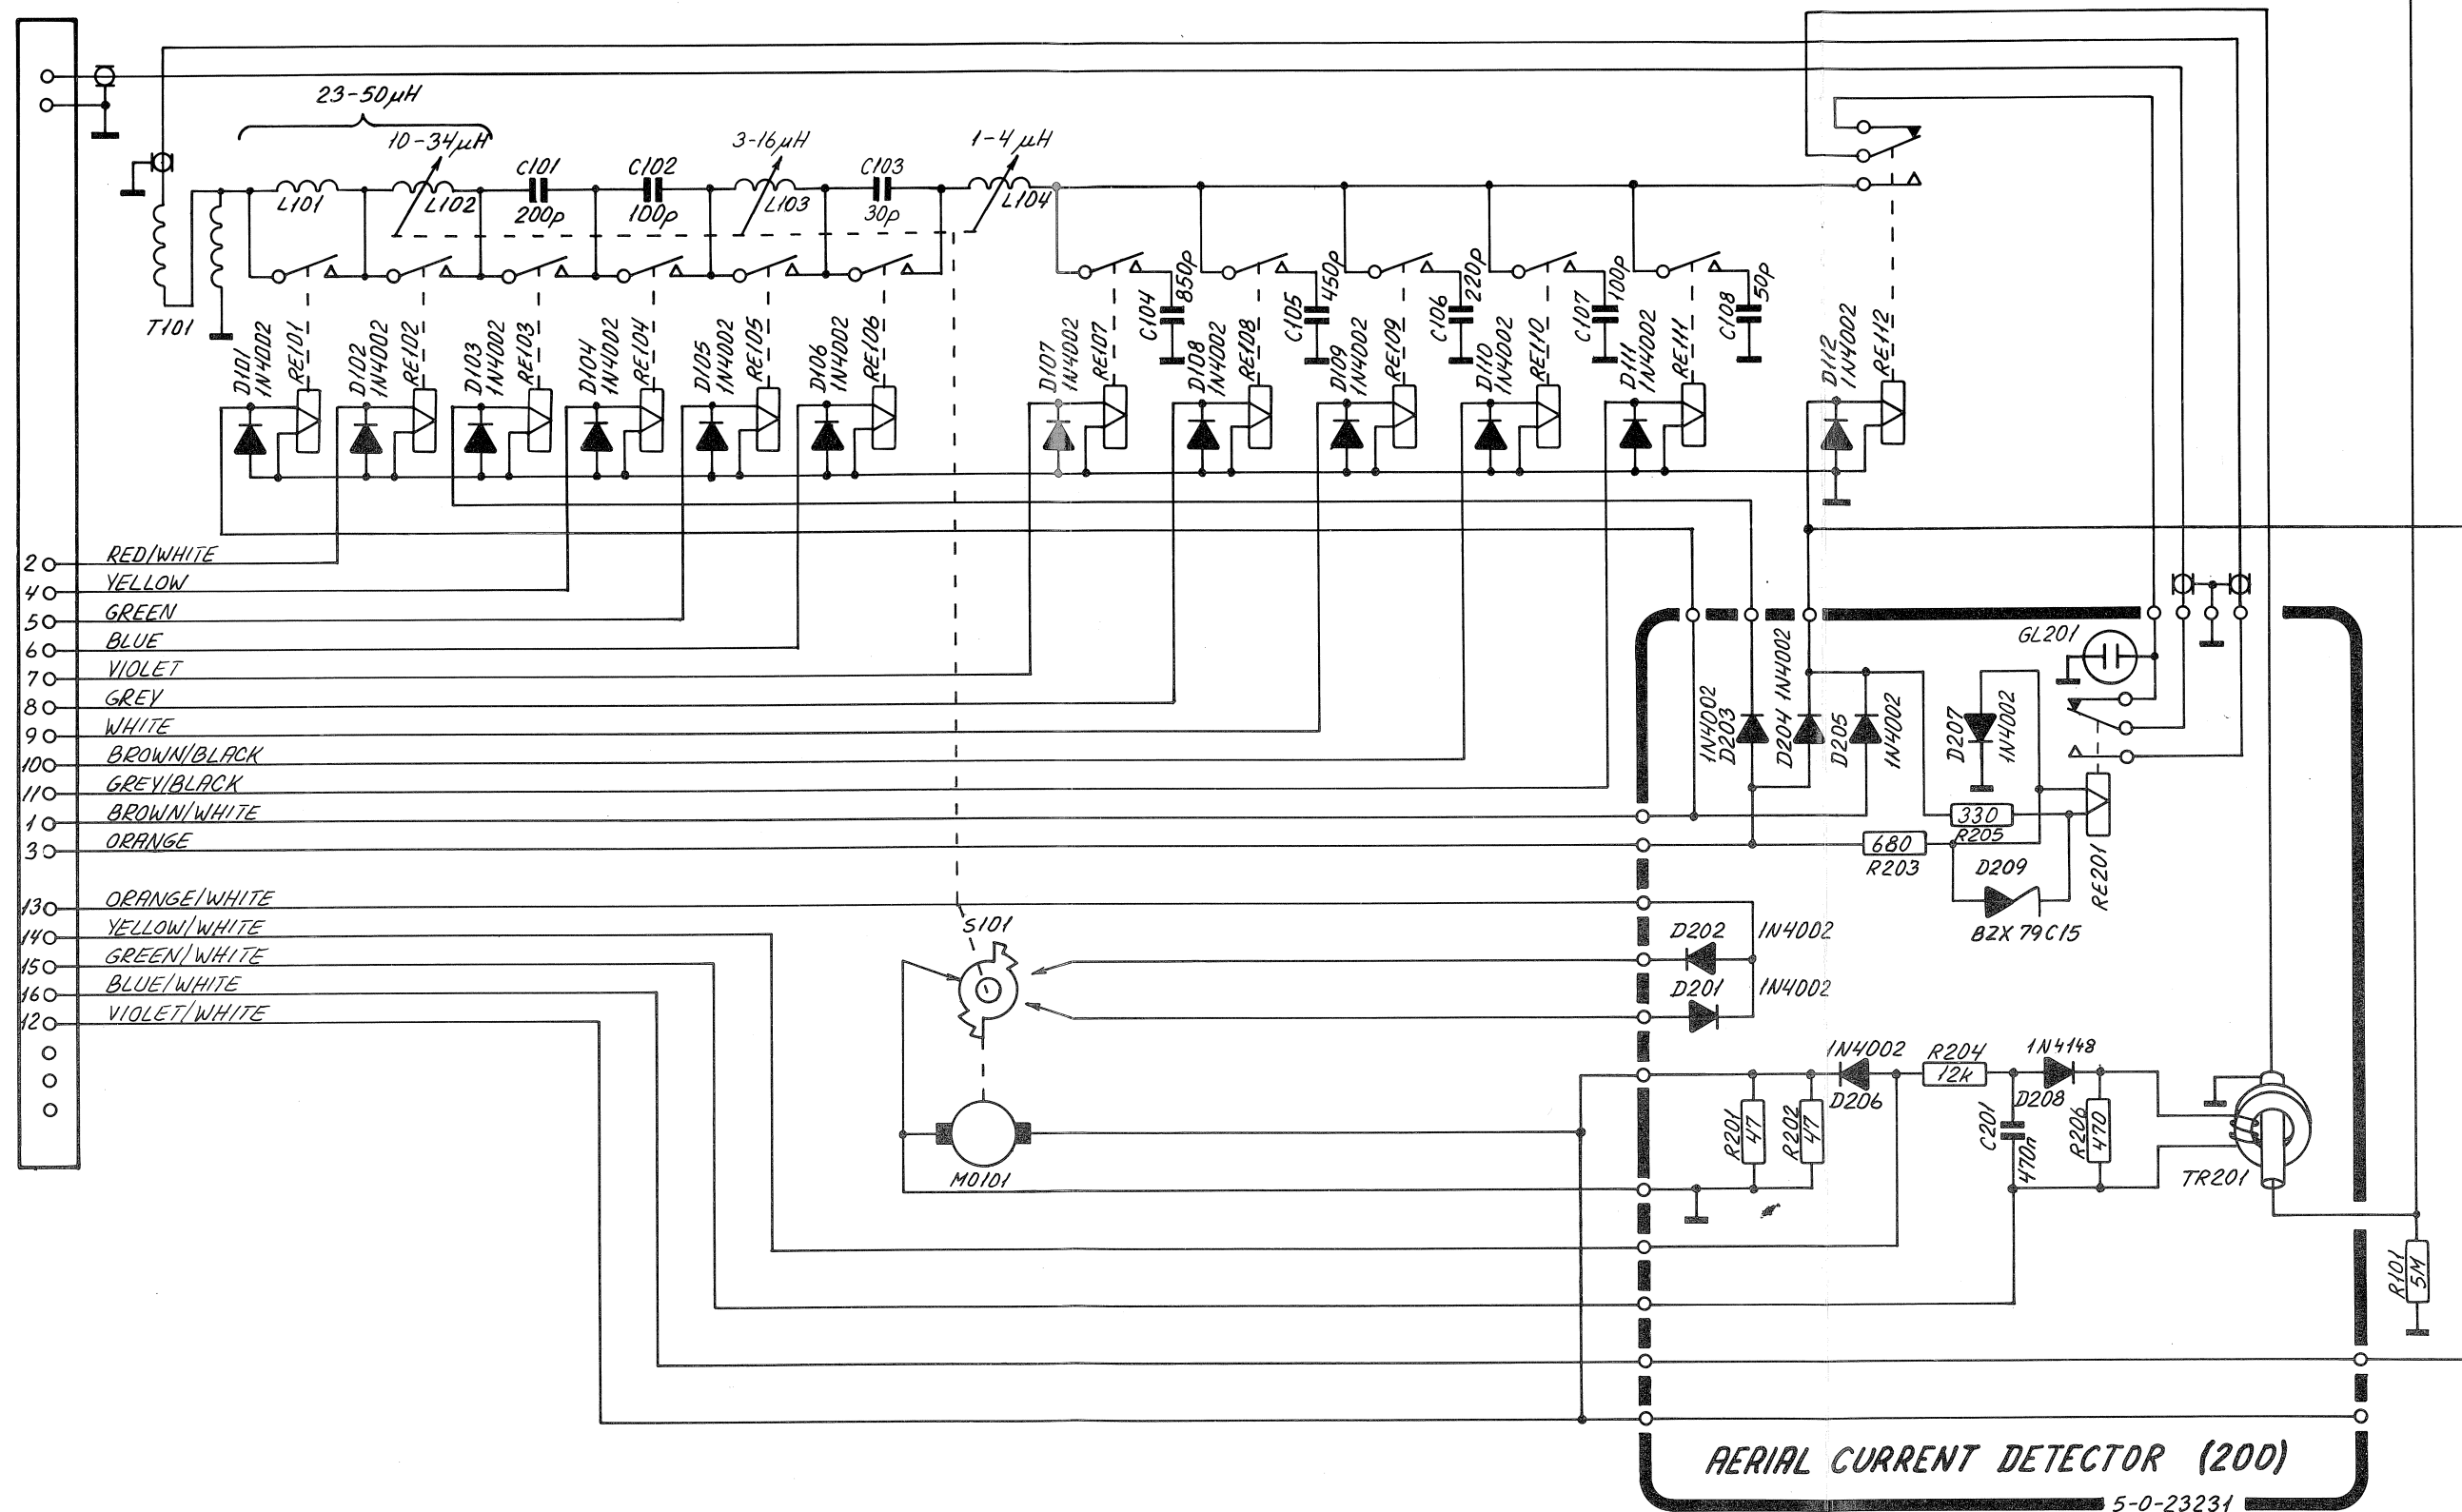 23-50µH
10-34µH
3-16µH
1-4µH
C101
C102
C103
L101
L102
200p
100p
L103
30p
L104
T101
D101
1N4002
RE101
D102
1N4002
RE102
D103
1N4002
RE103
D104
1N4002
RE104
D105
1N4002
RE105
D106
1N4002
RE106
D107
1N4002
RE107
C104
850p
D108
1N4002
RE108
C105
450p
D109
1N4002
RE109
C106
220p
D110
1N4002
RE110
C107
100p
D111
1N4002
RE111
C108
50p
D112
1N4002
RE112
2 RED/WHITE
4 YELLOW
5 GREEN
6 BLUE
7 VIOLET
8 GREY
9 WHITE
10 BROWN/BLACK
11 GREY/BLACK
1 BROWN/WHITE
3 ORANGE
13 ORANGE/WHITE
14 YELLOW/WHITE
15 GREEN/WHITE
16 BLUE/WHITE
12 VIOLET/WHITE
S101
M0101
GL201
1N4002
D203
D204 1N4002
D205
1N4002
D207
1N4002
330
R205
680
R203
D209
BZX 79C15
RE201
D202 1N4002
D201 1N4002
1N4002
D206
R204
12K
1N4148
D208
R201
47
R202
47
C201
470n
R206
470
TR201
R101
5M
AERIAL CURRENT DETECTOR (200)
5-0-23231